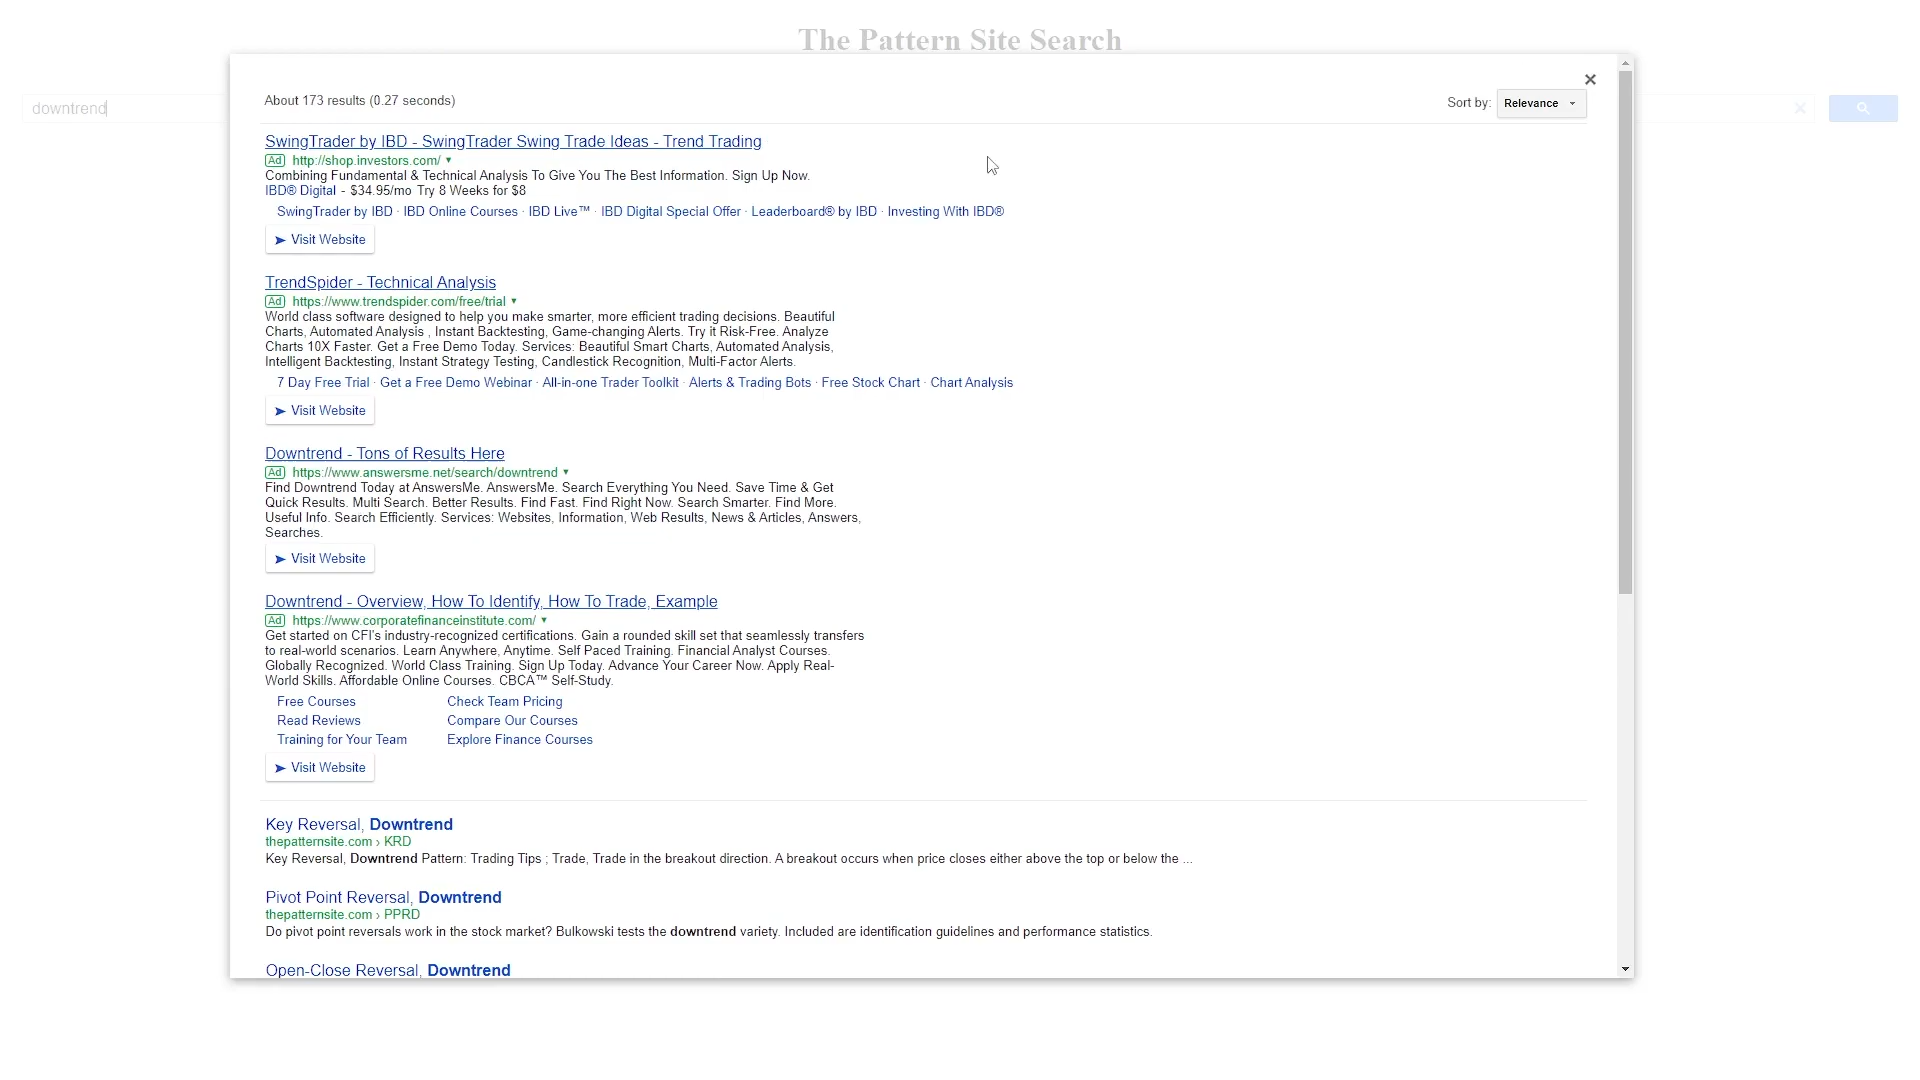 The Pattern Site Search
downtrend
About 173 results (0.27 seconds)
Sort by: Relevance
SwingTrader by IBD - SwingTrader Swing Trade Ideas - Trend Trading
Ad http://shop.investors.com/
Combining Fundamental & Technical Analysis To Give You The Best Information. Sign Up Now.
IBD® Digital - $34.95/mo Try 8 Weeks for $8
SwingTrader by IBD · IBD Online Courses · IBD Live™ · IBD Digital Special Offer · Leaderboard® by IBD · Investing With IBD®
Visit Website
TrendSpider - Technical Analysis
Ad https://www.trendspider.com/free/trial
World class software designed to help you make smarter, more efficient trading decisions. Beautiful
Charts, Automated Analysis , Instant Backtesting, Game-changing Alerts. Try it Risk-Free. Analyze
Charts 10X Faster. Get a Free Demo Today. Services: Beautiful Smart Charts, Automated Analysis,
Intelligent Backtesting, Instant Strategy Testing, Candlestick Recognition, Multi-Factor Alerts.
7 Day Free Trial · Get a Free Demo Webinar · All-in-one Trader Toolkit · Alerts & Trading Bots · Free Stock Chart · Chart Analysis
Visit Website
Downtrend - Tons of Results Here
Ad https://www.answersme.net/search/downtrend
Find Downtrend Today at AnswersMe. AnswersMe. Search Everything You Need. Save Time & Get
Quick Results. Multi Search. Better Results. Find Fast. Find Right Now. Search Smarter. Find More.
Useful Info. Search Efficiently. Services: Websites, Information, Web Results, News & Articles, Answers,
Searches.
Visit Website
Downtrend - Overview, How To Identify, How To Trade, Example
Ad https://www.corporatefinanceinstitute.com/
Get started on CFI's industry-recognized certifications. Gain a rounded skill set that seamlessly transfers
to real-world scenarios. Learn Anywhere, Anytime. Self Paced Training. Financial Analyst Courses.
Globally Recognized. World Class Training. Sign Up Today. Advance Your Career Now. Apply Real-
World Skills. Affordable Online Courses. CBCA™ Self-Study.
Free Courses Check Team Pricing
Read Reviews Compare Our Courses
Training for Your Team Explore Finance Courses
Visit Website
Key Reversal, Downtrend
thepatternsite.com › KRD
Key Reversal, Downtrend Pattern: Trading Tips ; Trade, Trade in the breakout direction. A breakout occurs when price closes either above the top or below the ...
Pivot Point Reversal, Downtrend
thepatternsite.com › PPRD
Do pivot point reversals work in the stock market? Bulkowski tests the downtrend variety. Included are identification guidelines and performance statistics.
Open-Close Reversal, Downtrend